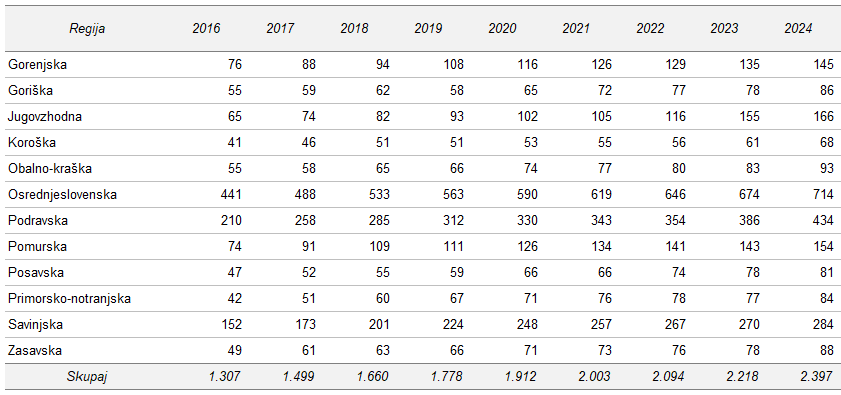 Regija 2016 2017 2018 2019 2020 2021 2022 2023 2024
Gorenjska 76 88 94 108 116 126 129 135 145
Goriška 55 59 62 58 65 72 77 78 86
Jugovzhodna 65 74 82 93 102 105 116 155 166
Koroška 41 46 51 51 53 55 56 61 68
Obalno-kraška 55 58 65 66 74 77 80 83 93
Osrednjeslovenska 441 488 533 563 590 619 646 674 714
Podravska 210 258 285 312 330 343 354 386 434
Pomurska 74 91 109 111 126 134 141 143 154
Posavska 47 52 55 59 66 66 74 78 81
Primorsko-notranjska 42 51 60 67 71 76 78 77 84
Savinjska 152 173 201 224 248 257 267 270 284
Zasavska 49 61 63 66 71 73 76 78 88
Skupaj 1.307 1.499 1.660 1.778 1.912 2.003 2.094 2.218 2.397